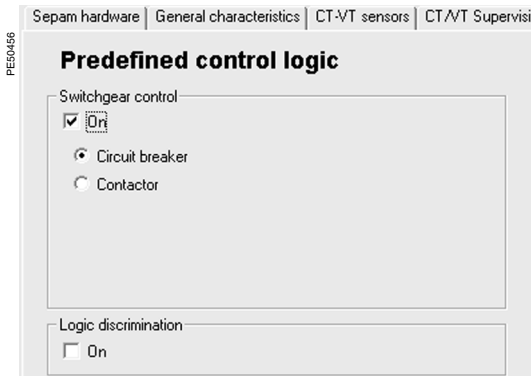 Sepam hardware General characteristics CT-VT sensors CT/VT Supervisi
PE50456
Predefined control logic
Switchgear control
On
Circuit breaker
Contactor
Logic discrimination
On